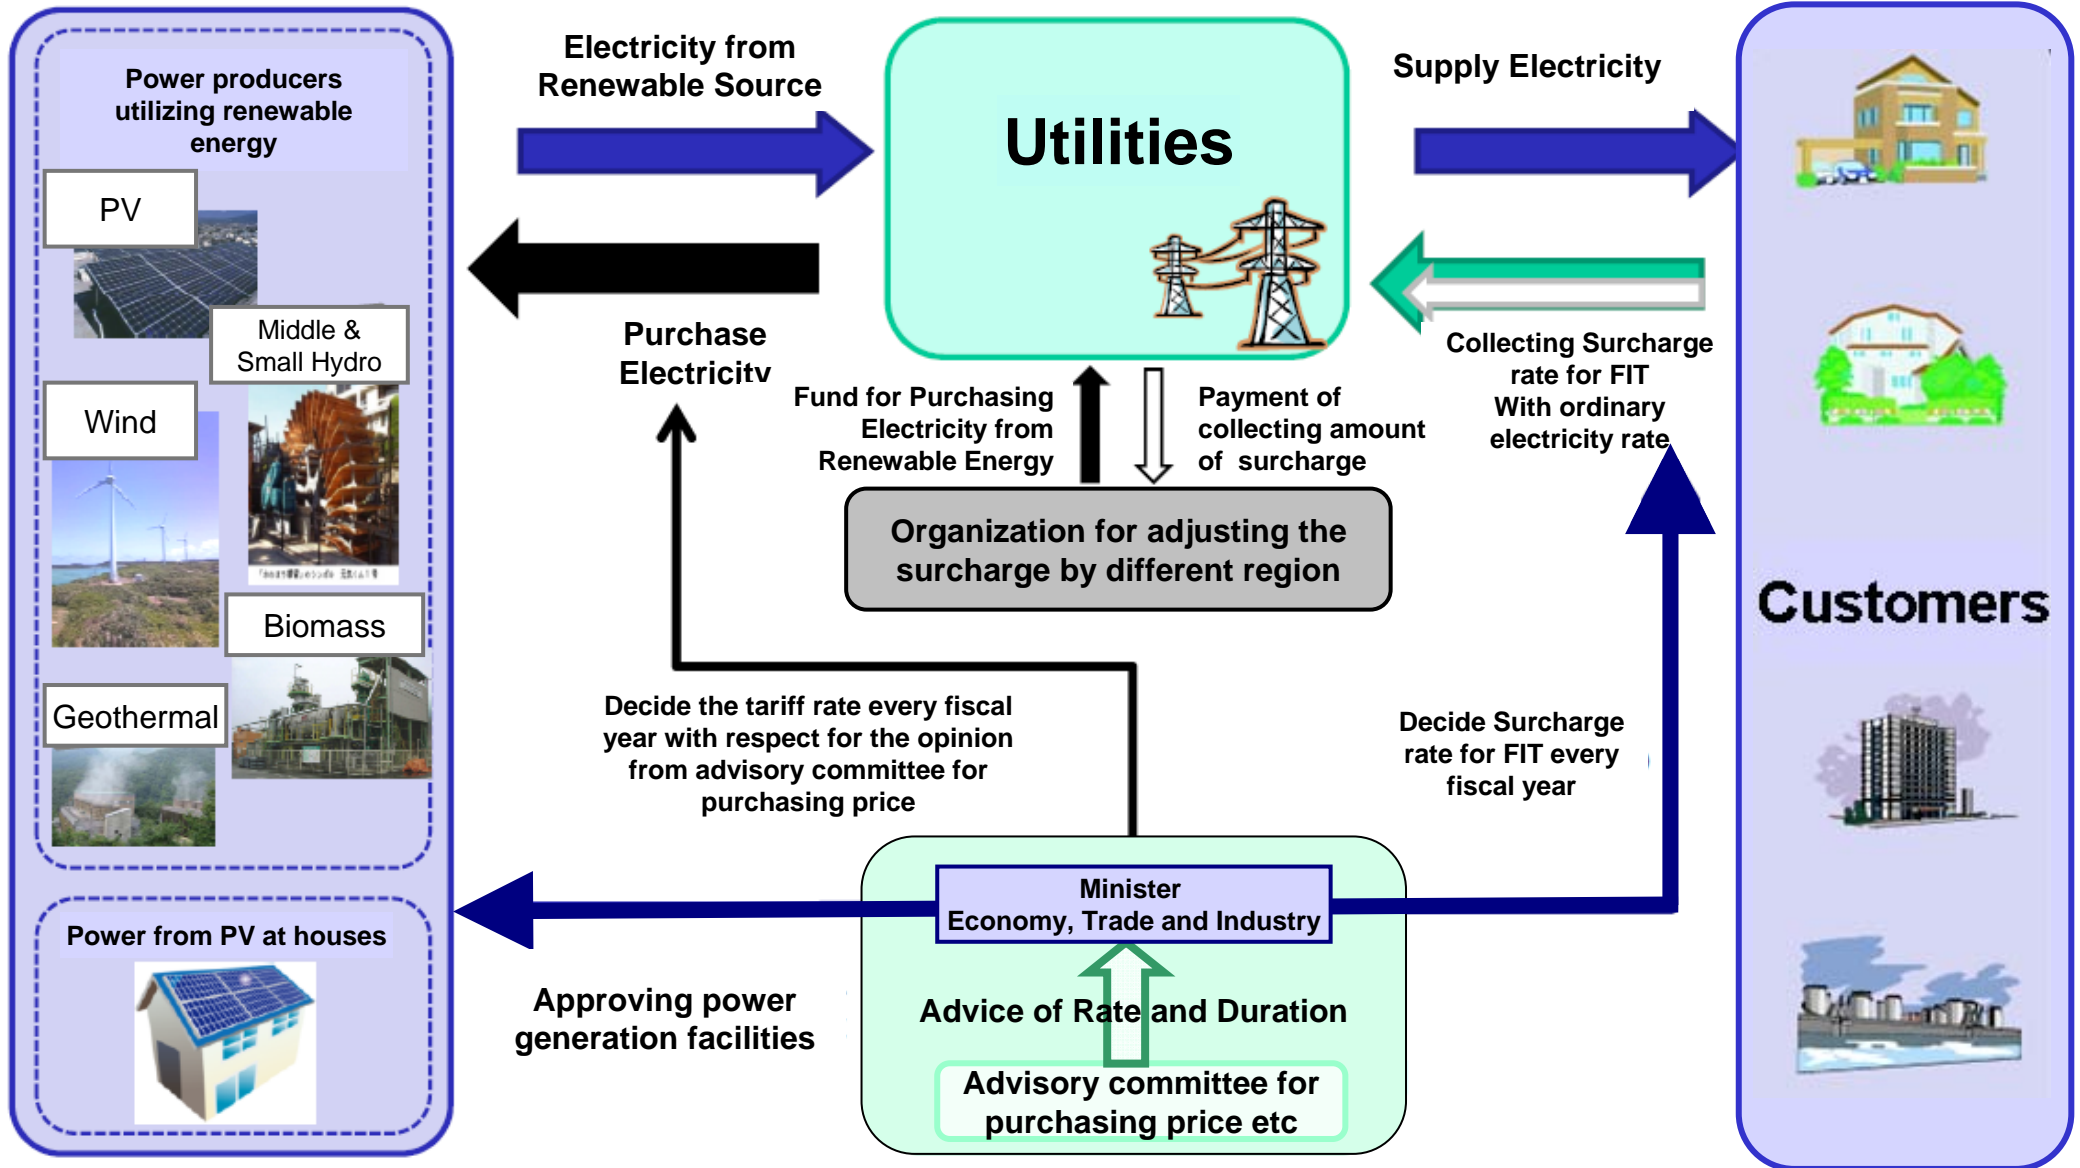 Power producers
utilizing renewable
energy
PV
Middle &
Small Hydro
Wind
Biomass
Geothermal
Power from PV at houses
Electricity from
Renewable Source
Purchase
Electricity
Utilities
Supply Electricity
Collecting Surcharge
rate for FIT
With ordinary
electricity rate
Fund for Purchasing
Electricity from
Renewable Energy
Payment of
collecting amount
of surcharge
Organization for adjusting the
surcharge by different region
Customers
Decide the tariff rate every fiscal
year with respect for the opinion
from advisory committee for
purchasing price
Decide Surcharge
rate for FIT every
fiscal year
Minister
Economy, Trade and Industry
Approving power
generation facilities
Advice of Rate and Duration
Advisory committee for
purchasing price etc